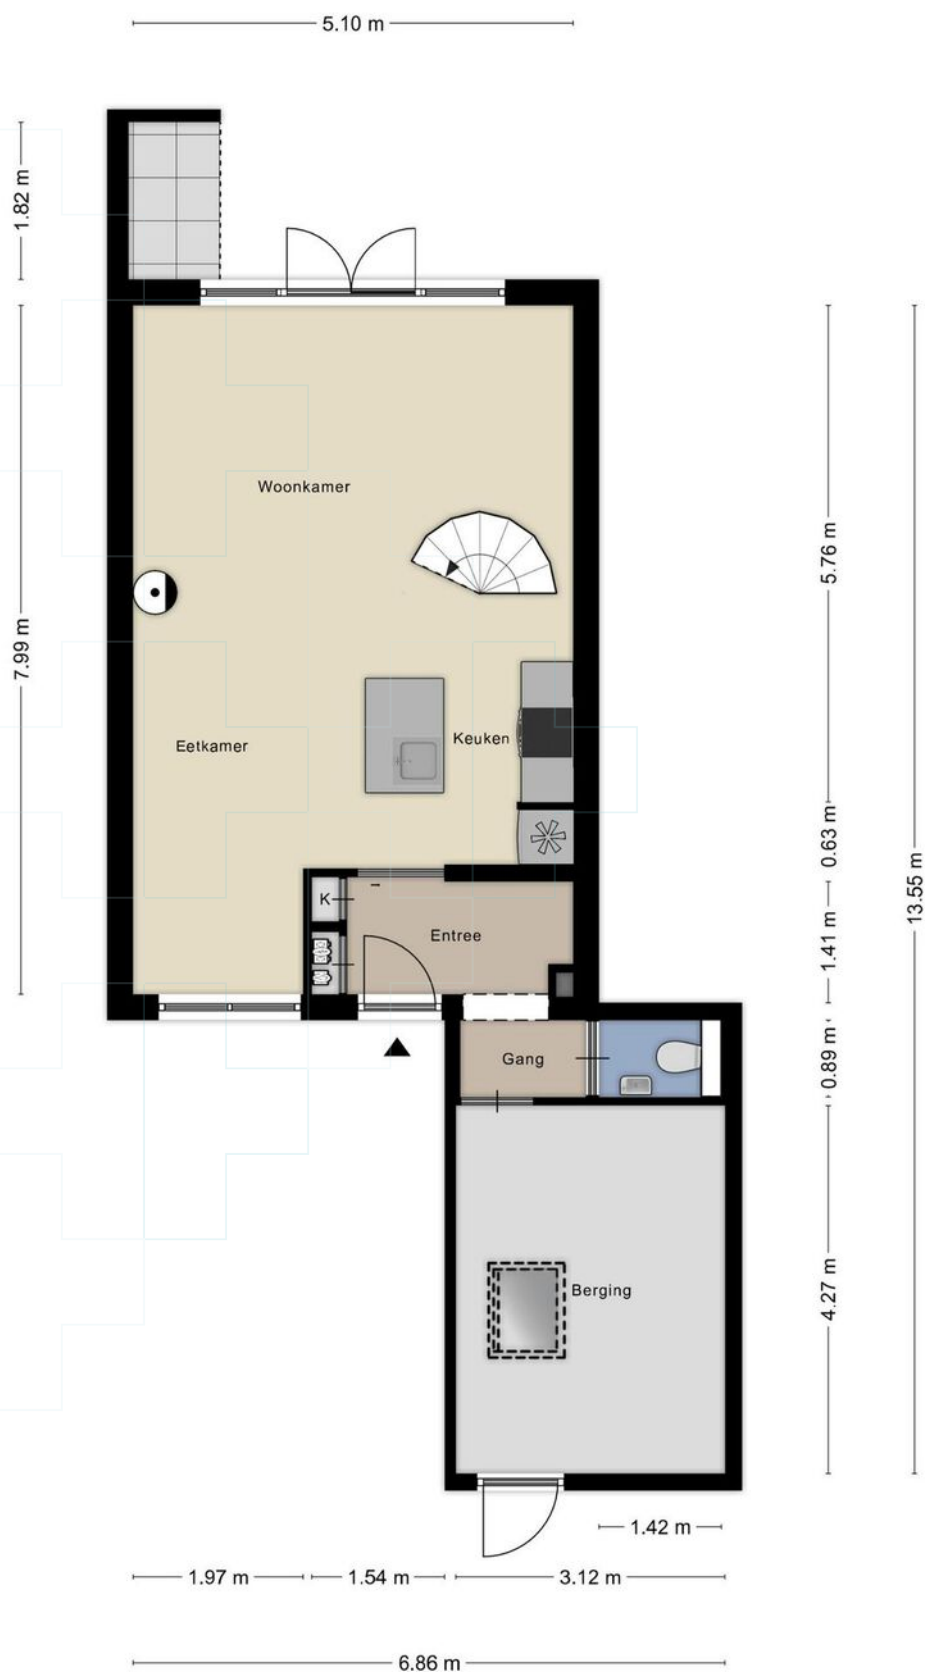 5.10 m
1.82 m
Woonkamer
5.76 m
7.99 m
Eetkamer
Keuken
0.63 m
13.55 m
K
Entree
1.41 m
Gang
0.89 m
4.27 m
Berging
1.42 m
1.97 m
1.54 m
3.12 m
6.86 m